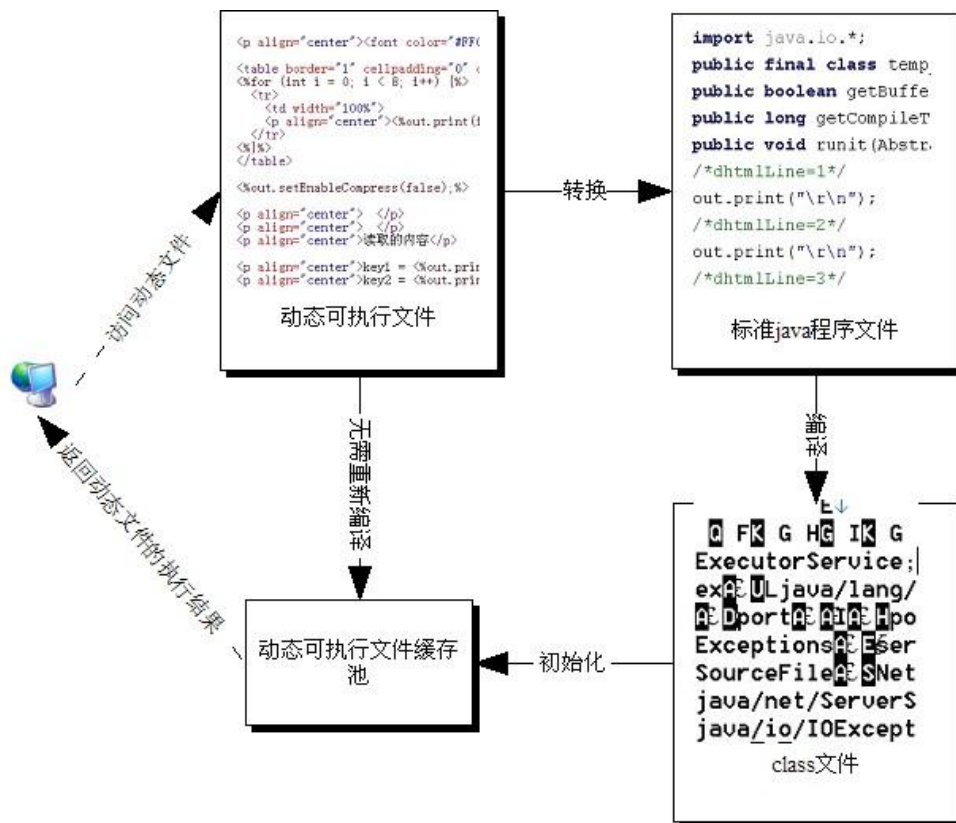 <p align="center"><font color="#FF(
<table border="1" cellpadding="0" c
<%for (int i = 0; i < 8; i++) {%>
<tr>
<td width="100%">
<p align="center"><%out.print(i
</tr>
<%}%>
</table>
<%out.setEnableCompress(false);%>
<p align="center"> </p>
<p align="center"> </p>
<p align="center">读取的内容</p>
<p align="center">key1 = <%out.prin
<p align="center">key2 = <%out.prin
动态可执行文件
转换
import java.io.*;
public final class temp_
public boolean getBuffe
public long getCompileT
public void runit(Abstra
/*dhtmlLine=1*/
out.print("\r\n");
/*dhtmlLine=2*/
out.print("\r\n");
/*dhtmlLine=3*/
标准java程序文件
访问动态文件
无需重新编译
编译
返回动态文件的执行结果
动态可执行文件缓存
池
初始化
Q FK G HG IK G
ExecutorService;
Ljava/lang/
Exceptions
SourceFile
java/net/ServerS
java/io/IOExcept
class文件